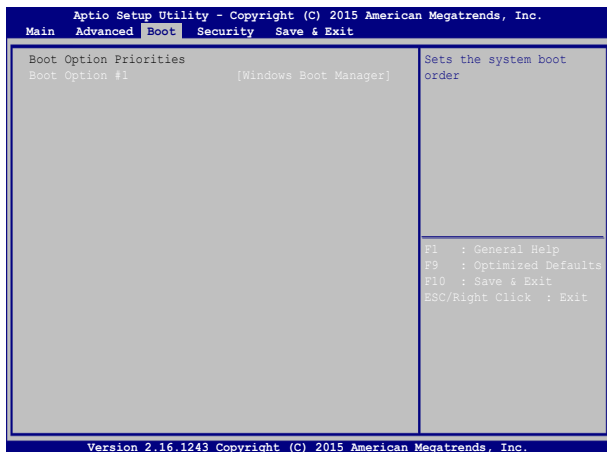 Aptio Setup Utility - Copyright (C) 2015 American Megatrends, Inc.
Main Advanced Boot Security Save & Exit
Boot Option Priorities
Boot Option #1 [Windows Boot Manager]
Sets the system boot
order
F1 : General Help
F9 : Optimized Defaults
F10 : Save & Exit
ESC/Right Click : Exit
Version 2.16.1243 Copyright (C) 2015 American Megatrends, Inc.